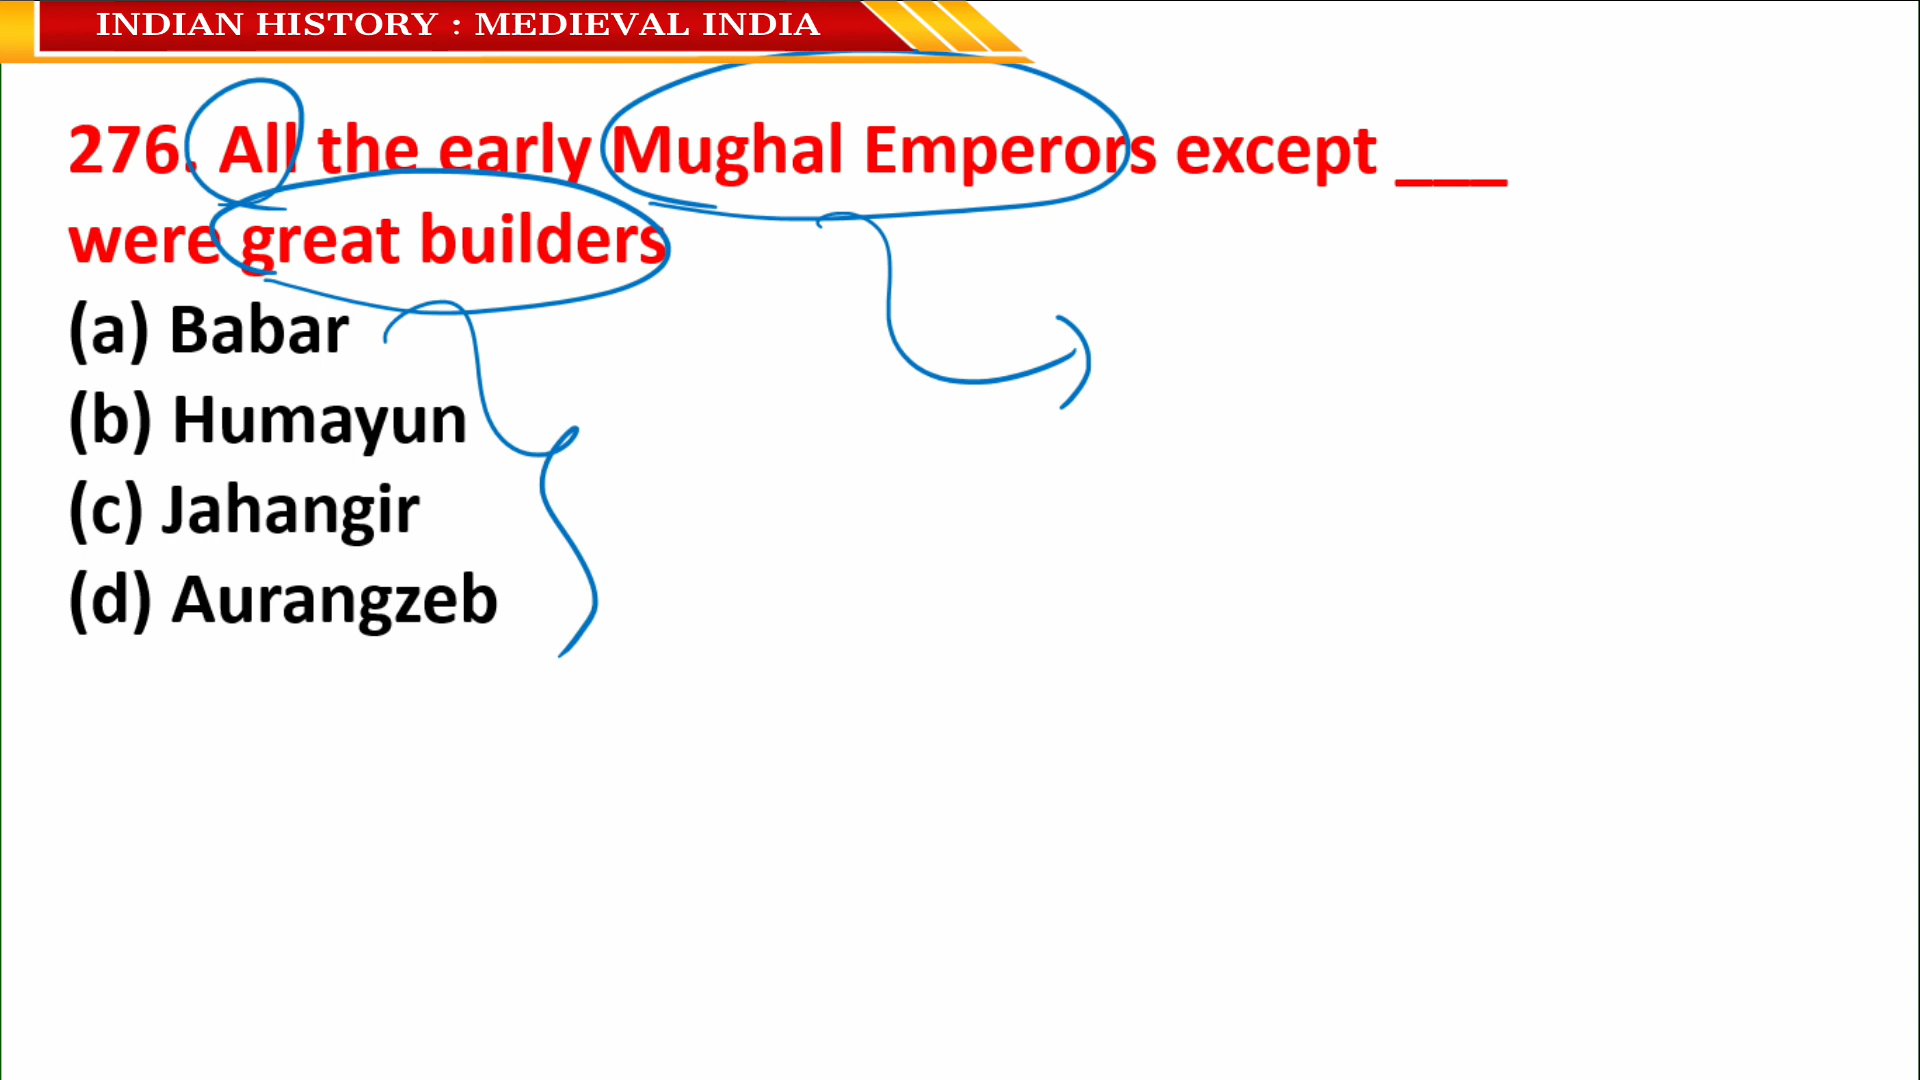 INDIAN HISTORY : MEDIEVAL INDIA
276. All the early Mughal Emperors except ___
were great builders
(a) Babar
(b) Humayun
(c) Jahangir
(d) Aurangzeb